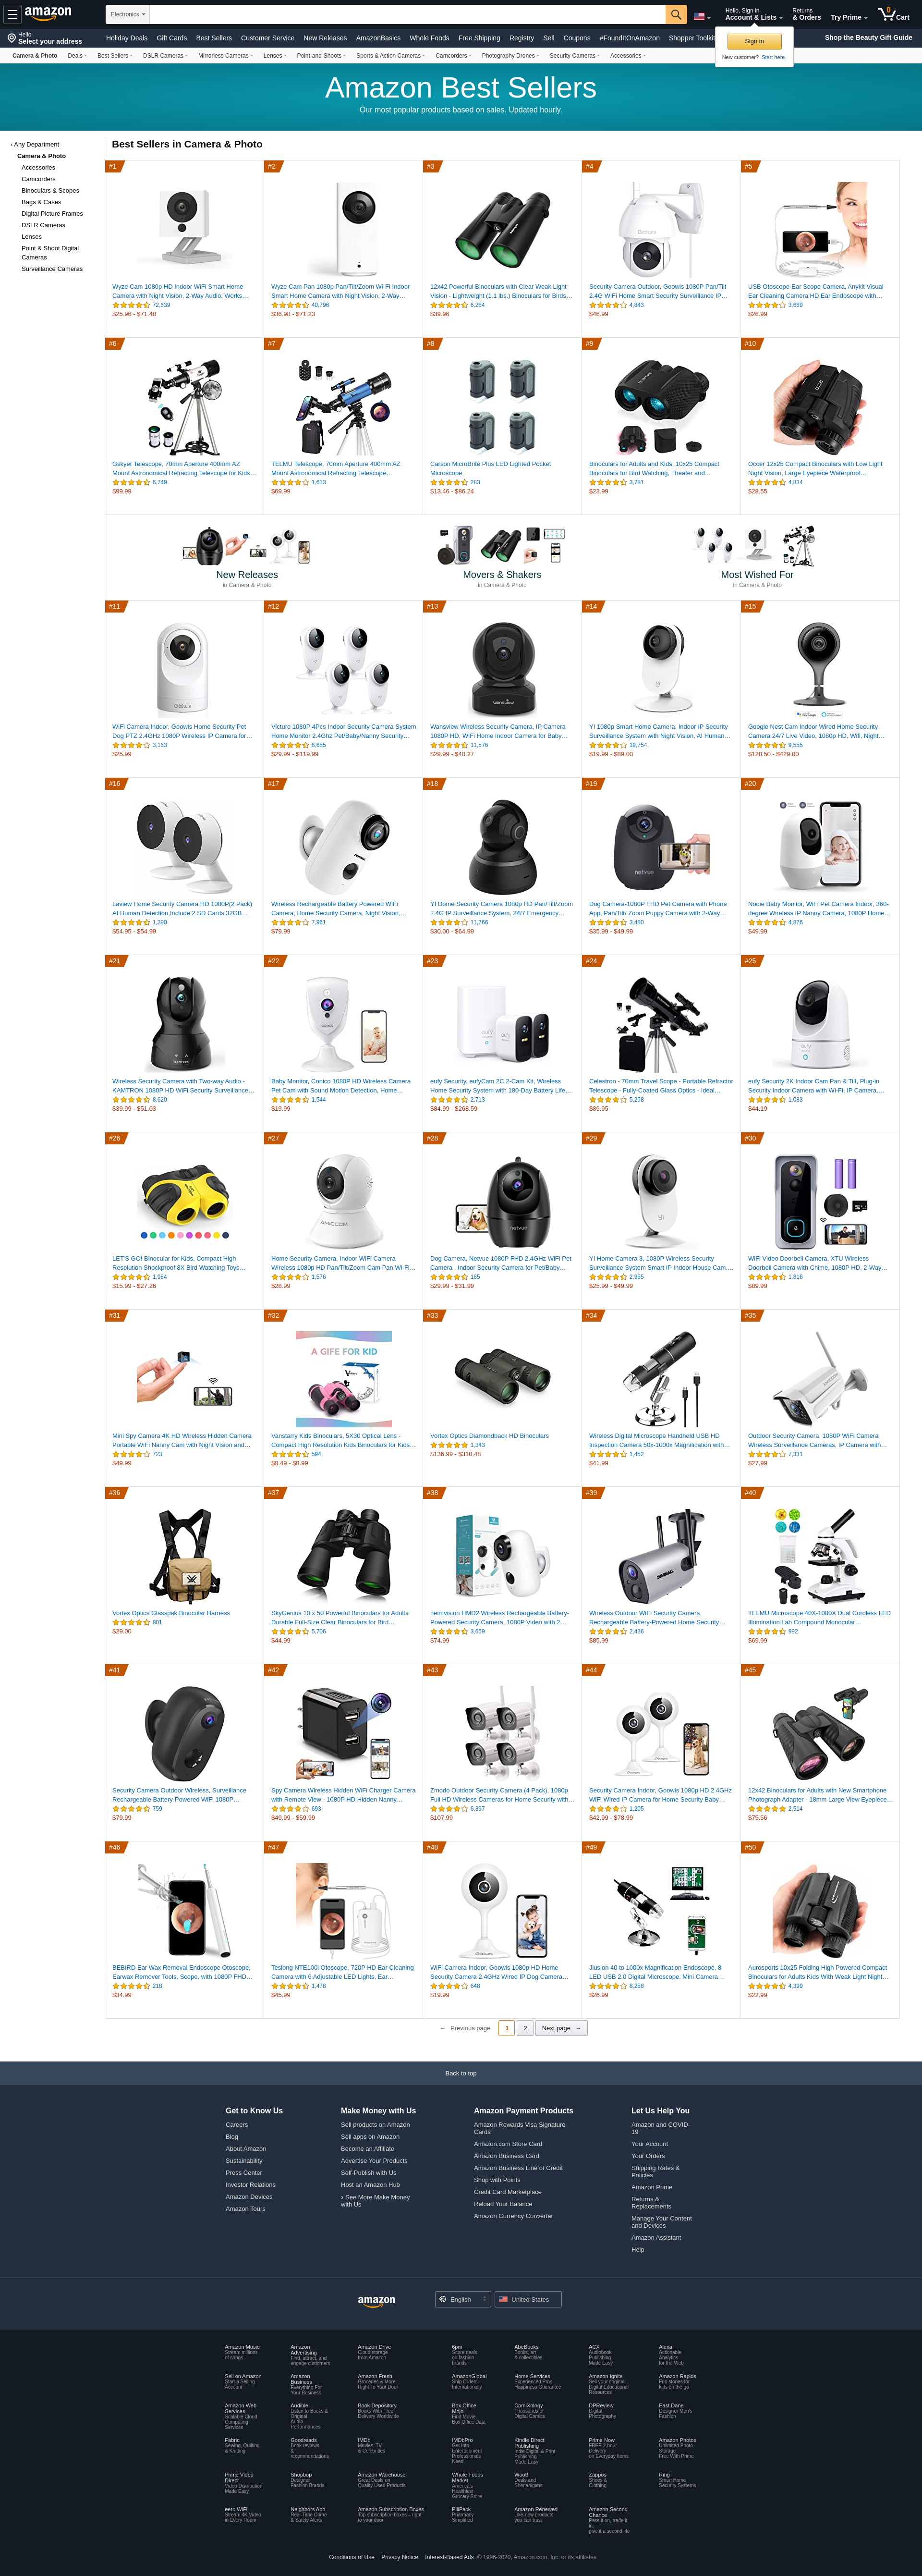 amazon
Electronics
Hello, Sign in
Account & Lists
Returns
& Orders
Try Prime
0
Cart
Hello
Select your address
Holiday Deals Gift Cards Best Sellers Customer Service New Releases AmazonBasics Whole Foods Free Shipping Registry Sell Coupons #FoundItOnAmazon Shopper Toolkit
Shop the Beauty Gift Guide
Sign in
New customer? Start here.
Camera & Photo Deals Best Sellers DSLR Cameras Mirrorless Cameras Lenses Point-and-Shoots Sports & Action Cameras Camcorders Photography Drones Security Cameras Accessories
Amazon Best Sellers
Our most popular products based on sales. Updated hourly.
‹ Any Department
Camera & Photo
Accessories
Camcorders
Binoculars & Scopes
Bags & Cases
Digital Picture Frames
DSLR Cameras
Lenses
Point & Shoot Digital
Cameras
Surveillance Cameras
Best Sellers in Camera & Photo
#1
Wyze Cam 1080p HD Indoor WiFi Smart Home
Camera with Night Vision, 2-Way Audio, Works…
72,639
$25.96 - $71.48
#2
Wyze Cam Pan 1080p Pan/Tilt/Zoom Wi-Fi Indoor
Smart Home Camera with Night Vision, 2-Way…
40,796
$36.98 - $71.23
#3
12x42 Powerful Binoculars with Clear Weak Light
Vision - Lightweight (1.1 lbs.) Binoculars for Birds…
6,284
$39.96
#4
Security Camera Outdoor, Goowls 1080P Pan/Tilt
2.4G WiFi Home Smart Security Surveillance IP…
4,843
$46.99
#5
USB Otoscope-Ear Scope Camera, Anykit Visual
Ear Cleaning Camera HD Ear Endoscope with…
3,689
$26.99
#6
Gskyer Telescope, 70mm Aperture 400mm AZ
Mount Astronomical Refracting Telescope for Kids…
6,749
$99.99
#7
TELMU Telescope, 70mm Aperture 400mm AZ
Mount Astronomical Refracting Telescope…
1,613
$69.99
#8
Carson MicroBrite Plus LED Lighted Pocket
Microscope
283
$13.46 - $86.24
#9
Binoculars for Adults and Kids, 10x25 Compact
Binoculars for Bird Watching, Theater and…
3,781
$23.99
#10
Occer 12x25 Compact Binoculars with Low Light
Night Vision, Large Eyepiece Waterproof…
4,834
$28.55
New Releases
in Camera & Photo
Movers & Shakers
in Camera & Photo
Most Wished For
in Camera & Photo
#11
WiFi Camera Indoor, Goowls Home Security Pet
Dog PTZ 2.4GHz 1080P Wireless IP Camera for…
3,163
$25.99
#12
Victure 1080P 4Pcs Indoor Security Camera System
Home Monitor 2.4Ghz Pet/Baby/Nanny Security…
6,655
$29.99 - $119.99
#13
Wansview Wireless Security Camera, IP Camera
1080P HD, WiFi Home Indoor Camera for Baby…
11,576
$29.99 - $40.27
#14
YI 1080p Smart Home Camera, Indoor IP Security
Surveillance System with Night Vision, AI Human…
19,754
$19.99 - $89.00
#15
Google Nest Cam Indoor Wired Home Security
Camera 24/7 Live Video, 1080p HD, Wifi, Night…
9,555
$128.50 - $429.00
#16
Laview Home Security Camera HD 1080P(2 Pack)
AI Human Detection,Include 2 SD Cards,32GB…
1,390
$54.95 - $54.99
#17
Wireless Rechargeable Battery Powered WiFi
Camera, Home Security Camera, Night Vision,…
7,961
$79.99
#18
YI Dome Security Camera 1080p HD Pan/Tilt/Zoom
2.4G IP Surveillance System, 24/7 Emergency…
11,766
$30.00 - $64.99
#19
Dog Camera-1080P FHD Pet Camera with Phone
App, Pan/Tilt/ Zoom Puppy Camera with 2-Way…
3,480
$35.99 - $49.99
#20
Nooie Baby Monitor, WiFi Pet Camera Indoor, 360-
degree Wireless IP Nanny Camera, 1080P Home…
4,876
$49.99
#21
Wireless Security Camera with Two-way Audio -
KAMTRON 1080P HD WiFi Security Surveillance…
8,620
$39.99 - $51.03
#22
Baby Monitor, Conico 1080P HD Wireless Camera
Pet Cam with Sound Motion Detection, Home…
1,544
$19.99
#23
eufy Security, eufyCam 2C 2-Cam Kit, Wireless
Home Security System with 180-Day Battery Life,…
2,713
$84.99 - $268.59
#24
Celestron - 70mm Travel Scope - Portable Refractor
Telescope - Fully-Coated Glass Optics - Ideal…
5,258
$89.95
#25
eufy Security 2K Indoor Cam Pan & Tilt, Plug-in
Security Indoor Camera with Wi-Fi, IP Camera,…
1,083
$44.19
#26
LET'S GO! Binocular for Kids, Compact High
Resolution Shockproof 8X Bird Watching Toys…
1,984
$15.99 - $27.26
#27
Home Security Camera, Indoor WiFi Camera
Wireless 1080p HD Pan/Tilt/Zoom Cam Pan Wi-Fi…
1,576
$28.99
#28
Dog Camera, Netvue 1080P FHD 2.4GHz WiFi Pet
Camera , Indoor Security Camera for Pet/Baby…
185
$29.99 - $31.99
#29
YI Home Camera 3, 1080P Wireless Security
Surveillance System Smart IP Indoor House Cam,…
2,955
$25.99 - $49.99
#30
WiFi Video Doorbell Camera, XTU Wireless
Doorbell Camera with Chime, 1080P HD, 2-Way…
1,816
$89.99
#31
Mini Spy Camera 4K HD Wireless Hidden Camera
Portable WiFi Nanny Cam with Night Vision and…
723
$49.99
#32
A GIFE FOR KID
Vanstarry Kids Binoculars, 5X30 Optical Lens -
Compact High Resolution Kids Binoculars for Kids…
594
$8.49 - $8.99
#33
Vortex Optics Diamondback HD Binoculars
1,343
$136.99 - $310.48
#34
Wireless Digital Microscope Handheld USB HD
Inspection Camera 50x-1000x Magnification with…
1,452
$41.99
#35
Outdoor Security Camera, 1080P WiFi Camera
Wireless Surveillance Cameras, IP Camera with…
7,331
$27.99
#36
Vortex Optics Glasspak Binocular Harness
801
$29.00
#37
SkyGenius 10 x 50 Powerful Binoculars for Adults
Durable Full-Size Clear Binoculars for Bird…
5,706
$44.99
#38
heimvision HMD2 Wireless Rechargeable Battery-
Powered Security Camera, 1080P Video with 2…
3,659
$74.99
#39
Wireless Outdoor WiFi Security Camera,
Rechargeable Battery-Powered Home Security…
2,436
$85.99
#40
TELMU Microscope 40X-1000X Dual Cordless LED
Illumination Lab Compound Monocular…
992
$69.99
#41
Security Camera Outdoor Wireless, Surveillance
Rechargeable Battery-Powered WiFi 1080P…
759
$79.99
#42
Spy Camera Wireless Hidden WiFi Charger Camera
with Remote View - 1080P HD Hidden Nanny…
693
$49.99 - $59.99
#43
Zmodo Outdoor Security Camera (4 Pack), 1080p
Full HD Wireless Cameras for Home Security with…
6,397
$107.99
#44
Security Camera Indoor, Goowls 1080p HD 2.4GHz
WiFi Wired IP Camera for Home Security Baby…
1,205
$42.99 - $78.99
#45
12x42 Binoculars for Adults with New Smartphone
Photograph Adapter - 18mm Large View Eyepiece…
2,514
$75.56
#46
BEBIRD Ear Wax Removal Endoscope Otoscope,
Earwax Remover Tools, Scope, with 1080P FHD…
218
$34.99
#47
Teslong NTE100i Otoscope, 720P HD Ear Cleaning
Camera with 6 Adjustable LED Lights, Ear…
1,478
$45.99
#48
WiFi Camera Indoor, Goowls 1080p HD Home
Security Camera 2.4GHz Wired IP Dog Camera…
648
$19.99
#49
Jiusion 40 to 1000x Magnification Endoscope, 8
LED USB 2.0 Digital Microscope, Mini Camera…
8,258
$26.99
#50
Aurosports 10x25 Folding High Powered Compact
Binoculars for Adults Kids With Weak Light Night…
4,399
$22.99
← Previous page 1 2 Next page →
Back to top
Get to Know Us
Careers
Blog
About Amazon
Sustainability
Press Center
Investor Relations
Amazon Devices
Amazon Tours
Make Money with Us
Sell products on Amazon
Sell apps on Amazon
Become an Affiliate
Advertise Your Products
Self-Publish with Us
Host an Amazon Hub
› See More Make Money
with Us
Amazon Payment Products
Amazon Rewards Visa Signature
Cards
Amazon.com Store Card
Amazon Business Card
Amazon Business Line of Credit
Shop with Points
Credit Card Marketplace
Reload Your Balance
Amazon Currency Converter
Let Us Help You
Amazon and COVID-
19
Your Account
Your Orders
Shipping Rates &
Policies
Amazon Prime
Returns &
Replacements
Manage Your Content
and Devices
Amazon Assistant
Help
amazon
English
United States
Amazon Music
Stream millions
of songs
Amazon
Advertising
Find, attract, and
engage customers
Amazon Drive
Cloud storage
from Amazon
6pm
Score deals
on fashion
brands
AbeBooks
Books, art
& collectibles
ACX
Audiobook
Publishing
Made Easy
Alexa
Actionable
Analytics
for the Web
Sell on Amazon
Start a Selling
Account
Amazon
Business
Everything For
Your Business
Amazon Fresh
Groceries & More
Right To Your Door
AmazonGlobal
Ship Orders
Internationally
Home Services
Experienced Pros
Happiness Guarantee
Amazon Ignite
Sell your original
Digital Educational
Resources
Amazon Rapids
Fun stories for
kids on the go
Amazon Web
Services
Scalable Cloud
Computing
Services
Audible
Listen to Books &
Original
Audio
Performances
Book Depository
Books With Free
Delivery Worldwide
Box Office
Mojo
Find Movie
Box Office Data
ComiXology
Thousands of
Digital Comics
DPReview
Digital
Photography
East Dane
Designer Men's
Fashion
Fabric
Sewing, Quilting
& Knitting
Goodreads
Book reviews
&
recommendations
IMDb
Movies, TV
& Celebrities
IMDbPro
Get Info
Entertainment
Professionals
Need
Kindle Direct
Publishing
Indie Digital & Print
Publishing
Made Easy
Prime Now
FREE 2-hour
Delivery
on Everyday Items
Amazon Photos
Unlimited Photo
Storage
Free With Prime
Prime Video
Direct
Video Distribution
Made Easy
Shopbop
Designer
Fashion Brands
Amazon Warehouse
Great Deals on
Quality Used Products
Whole Foods
Market
America's
Healthiest
Grocery Store
Woot!
Deals and
Shenanigans
Zappos
Shoes &
Clothing
Ring
Smart Home
Security Systems
eero WiFi
Stream 4K Video
in Every Room
Neighbors App
Real-Time Crime
& Safety Alerts
Amazon Subscription Boxes
Top subscription boxes – right
to your door
PillPack
Pharmacy
Simplified
Amazon Renewed
Like-new products
you can trust
Amazon Second
Chance
Pass it on, trade it
in,
give it a second life
Conditions of Use Privacy Notice Interest-Based Ads © 1996-2020, Amazon.com, Inc. or its affiliates